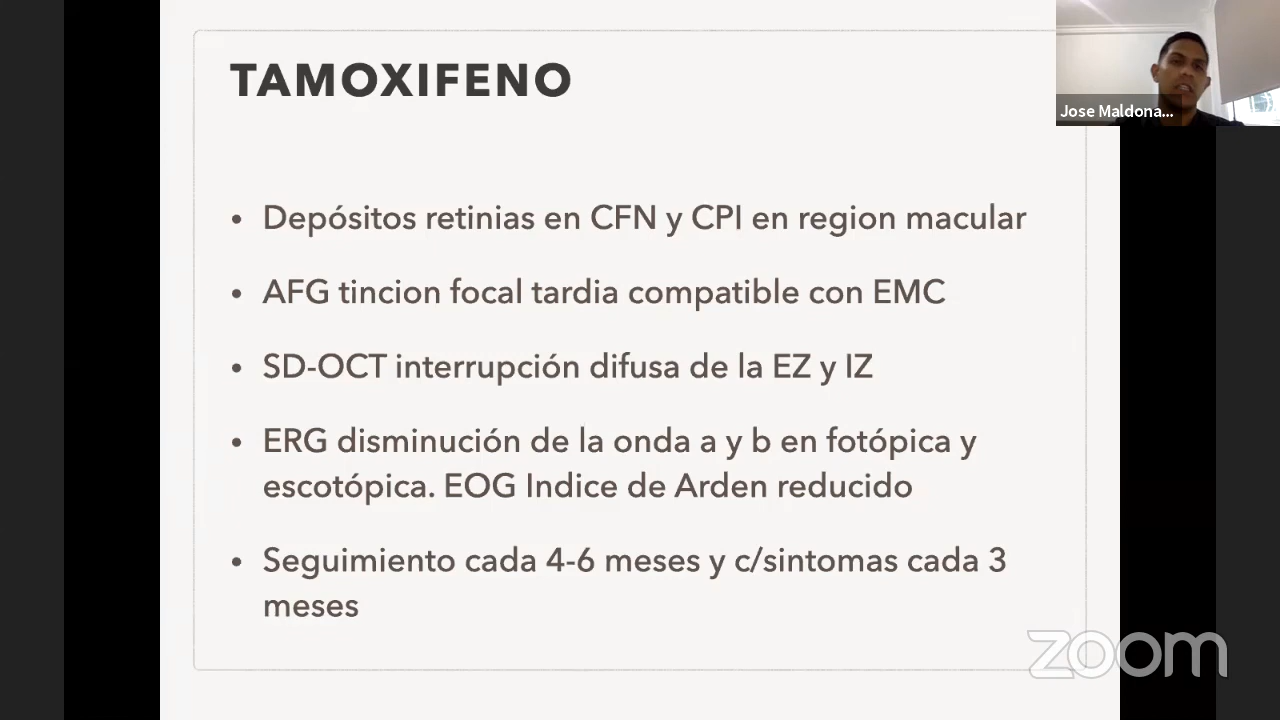 TAMOXIFENO
Jose Maldona...
• Depósitos retinias en CFN y CPI en region macular
• AFG tincion focal tardia compatible con EMC
• SD-OCT interrupción difusa de la EZ y IZ
• ERG disminución de la onda a y b en fotópica y
escotópica. EOG Indice de Arden reducido
• Seguimiento cada 4-6 meses y c/sintomas cada 3
meses
zoom